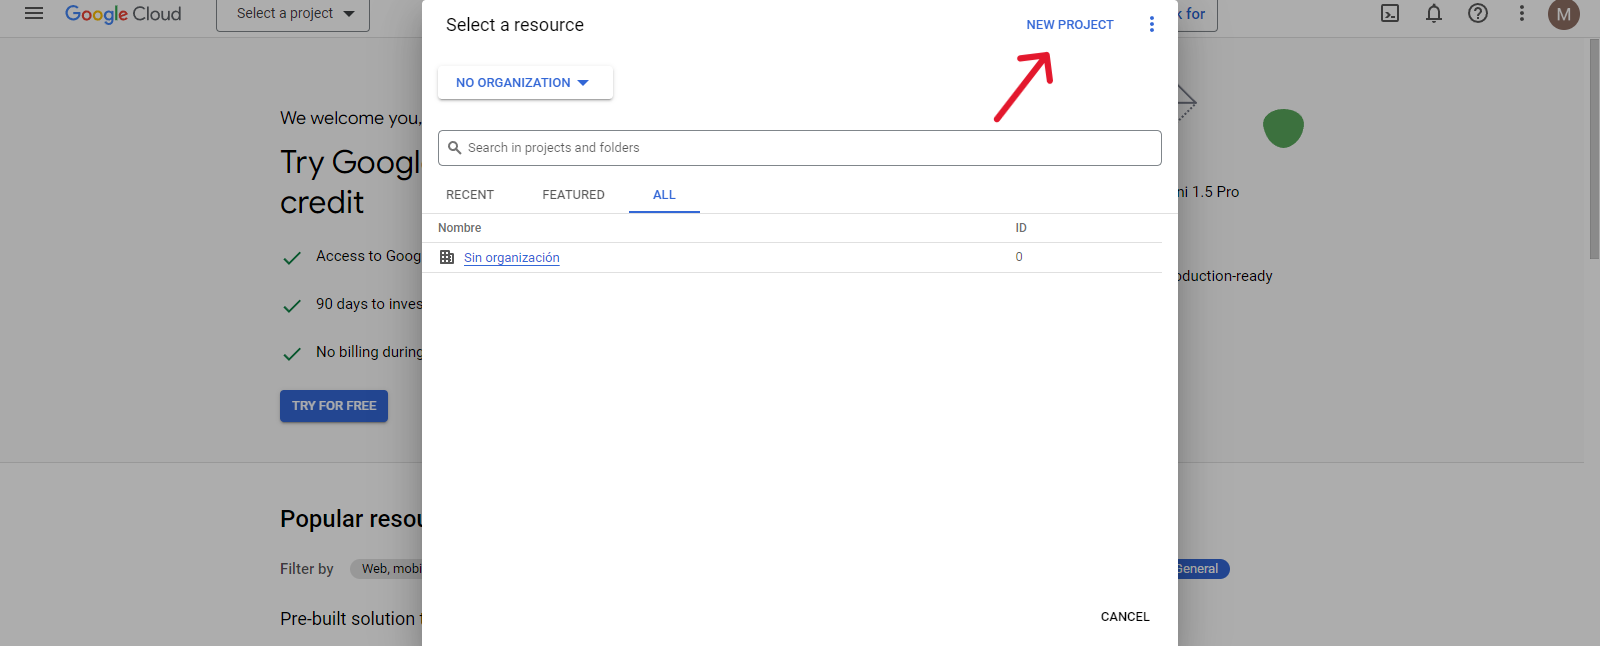 Google Cloud
Select a project
Select a resource
NEW PROJECT
k for
M
NO ORGANIZATION
We welcome you,
Search in projects and folders
Try Googl
credit
RECENT
FEATURED
ALL
ni 1.5 Pro
Nombre
ID
Access to Goog
Sin organización
0
oduction-ready
90 days to inves
No billing during
TRY FOR FREE
Popular resou
Filter by
Web, mobi
General
Pre-built solution t
CANCEL